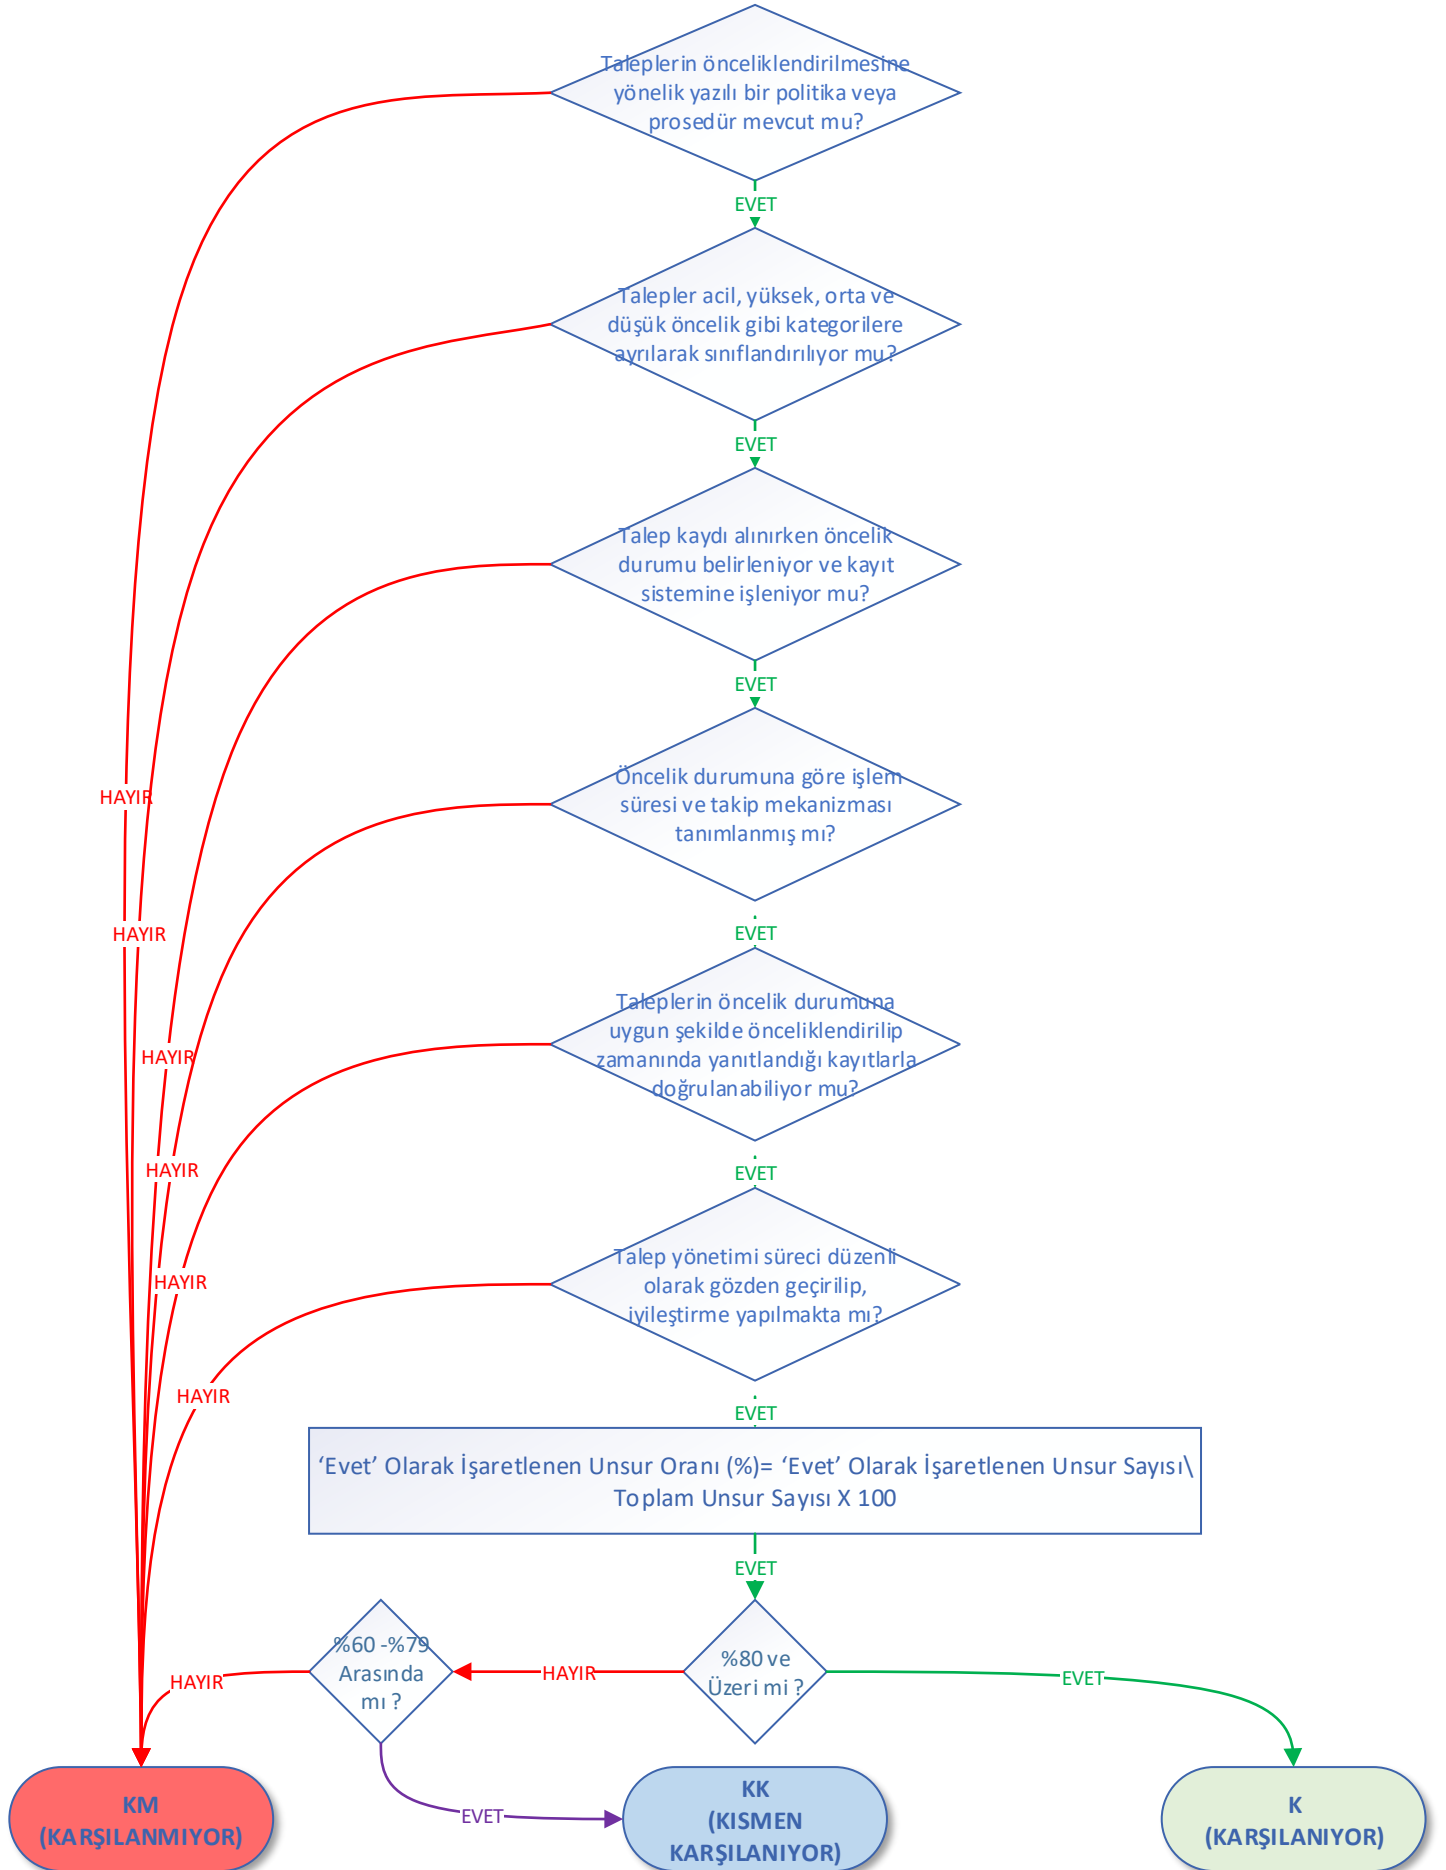 Taleplerin önceliklendirilmesine
yönelik yazılı bir politika veya
prosedür mevcut mu?
EVET
Talepler acil, yüksek, orta ve
düşük öncelik gibi kategorilere
ayrılarak sınıflandırılıyor mu?
EVET
Talep kaydı alınırken öncelik
durumu belirleniyor ve kayıt
sistemine işleniyor mu?
EVET
Öncelik durumuna göre işlem
süresi ve takip mekanizması
tanımlanmış mı?
HAYIR
EVET
HAYIR
Taleplerin öncelik durumuna
uygun şekilde önceliklendirilip
zamanında yanıtlandığı kayıtlarla
doğrulanabiliyor mu?
HAYIR
EVET
HAYIR
Talep yönetimi süreci düzenli
olarak gözden geçirilip,
iyileştirme yapılmakta mı?
HAYIR
HAYIR
EVET
‘Evet’ Olarak İşaretlenen Unsur Oranı (%)= ‘Evet’ Olarak İşaretlenen Unsur Sayısı\
Toplam Unsur Sayısı X 100
EVET
%60 -%79
Arasında
mı ?
%80 ve
Üzeri mi ?
HAYIR
HAYIR
EVET
EVET
KM
(KARŞILANMIYOR)
KK
(KISMEN
KARŞILANIYOR)
K
(KARŞILANIYOR)